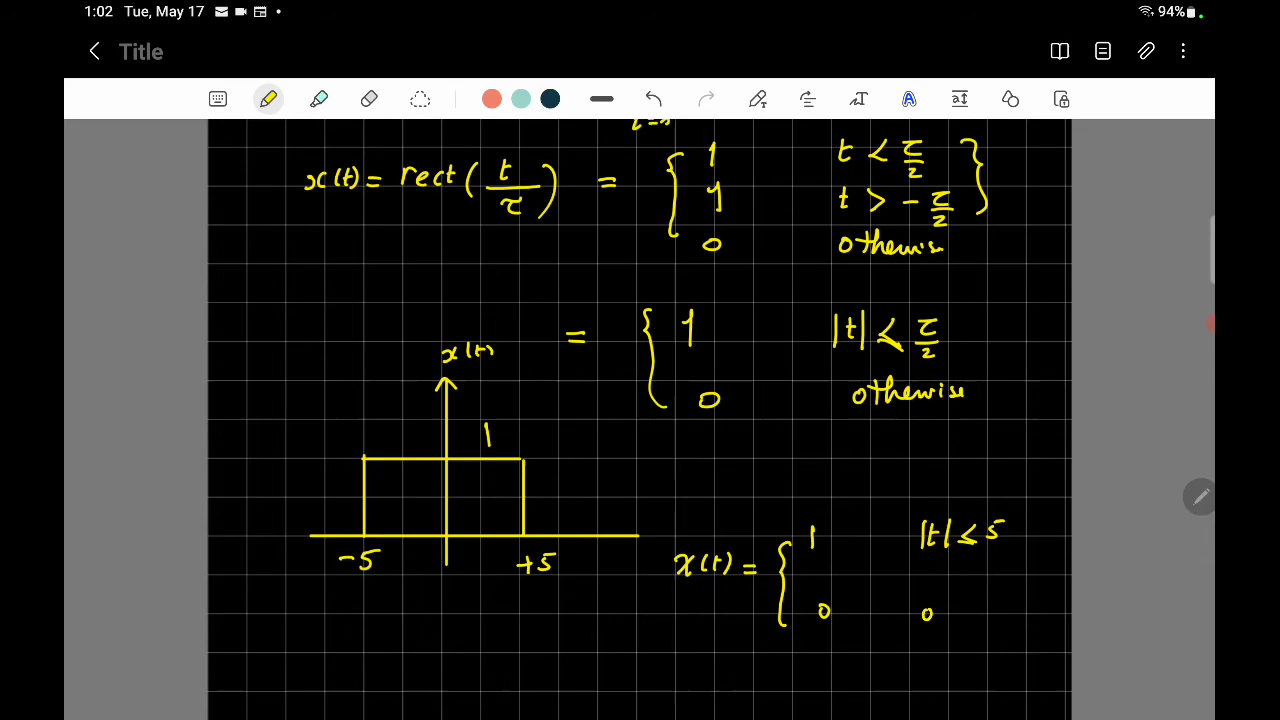 1:02 Tue, May 17
94%
Title
x(t) = rect( t/τ ) = { 1 t < τ/2 }
1 t > - τ/2
0 otherwise
= { 1 |t| ≤ τ/2
0 otherwise
x(t)
1
-5 +5
x(t) = { 1 |t| ≤ 5
0 0